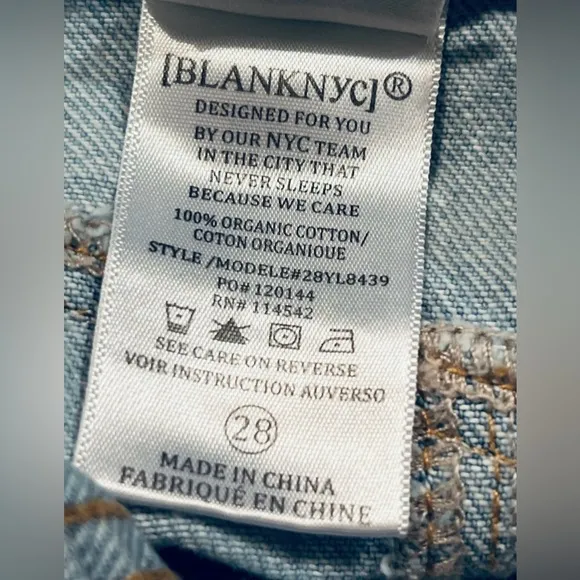 [BLANKNYC]®
DESIGNED FOR YOU
BY OUR NYC TEAM
IN THE CITY THAT
NEVER SLEEPS
BECAUSE WE CARE
100% ORGANIC COTTON/
COTON ORGANIQUE
STYLE /MODELE#28YL8439
PO# 120144
RN# 114542
SEE CARE ON REVERSE
VOIR INSTRUCTION AUVERSO
28
MADE IN CHINA
FABRIQUÉ EN CHINE